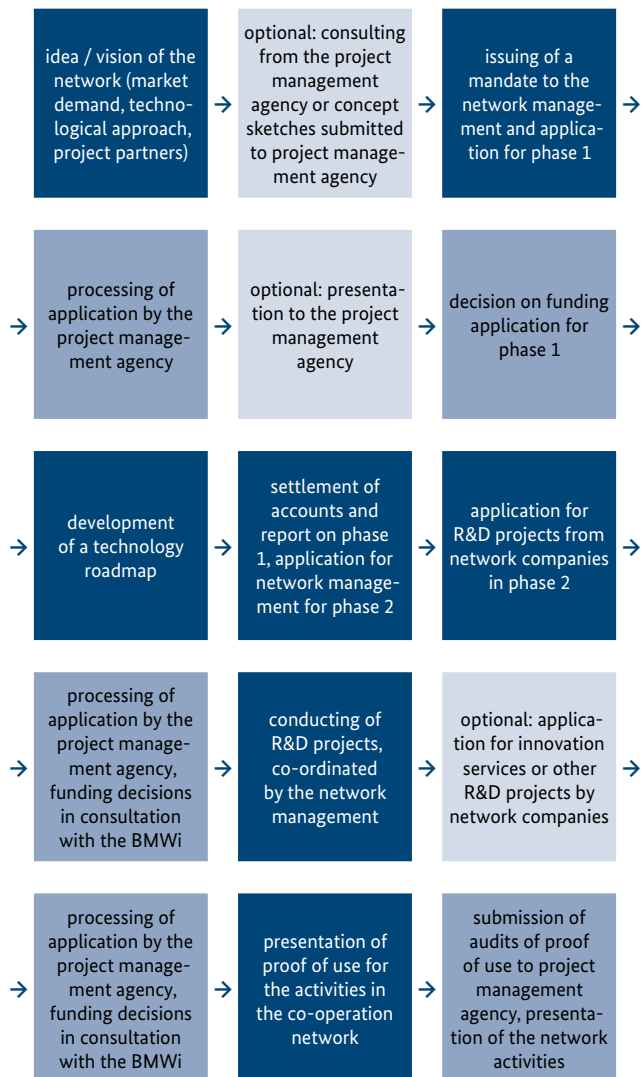 idea / vision of the
network (market
demand, techno-
logical approach,
project partners)
optional: consulting
from the project
management
agency or concept
sketches submitted
to project manage-
ment agency
issuing of a
mandate to the
network manage-
ment and applica-
tion for phase 1
processing of
application by the
project manage-
ment agency
optional: presenta-
tion to the project
management
agency
decision on funding
application for
phase 1
development
of a technology
roadmap
settlement of
accounts and
report on phase
1, application for
network manage-
ment for phase 2
application for
R&D projects from
network companies
in phase 2
processing of
application by the
project manage-
ment agency,
funding decisions
in consultation
with the BMWi
conducting of
R&D projects,
co-ordinated
by the network
management
optional: applica-
tion for innovation
services or other
R&D projects by
network companies
processing of
application by the
project manage-
ment agency,
funding decisions
in consultation
with the BMWi
presentation of
proof of use for
the activities in
the co-operation
network
submission of
audits of proof
of use to project
management
agency, presenta-
tion of the network
activities